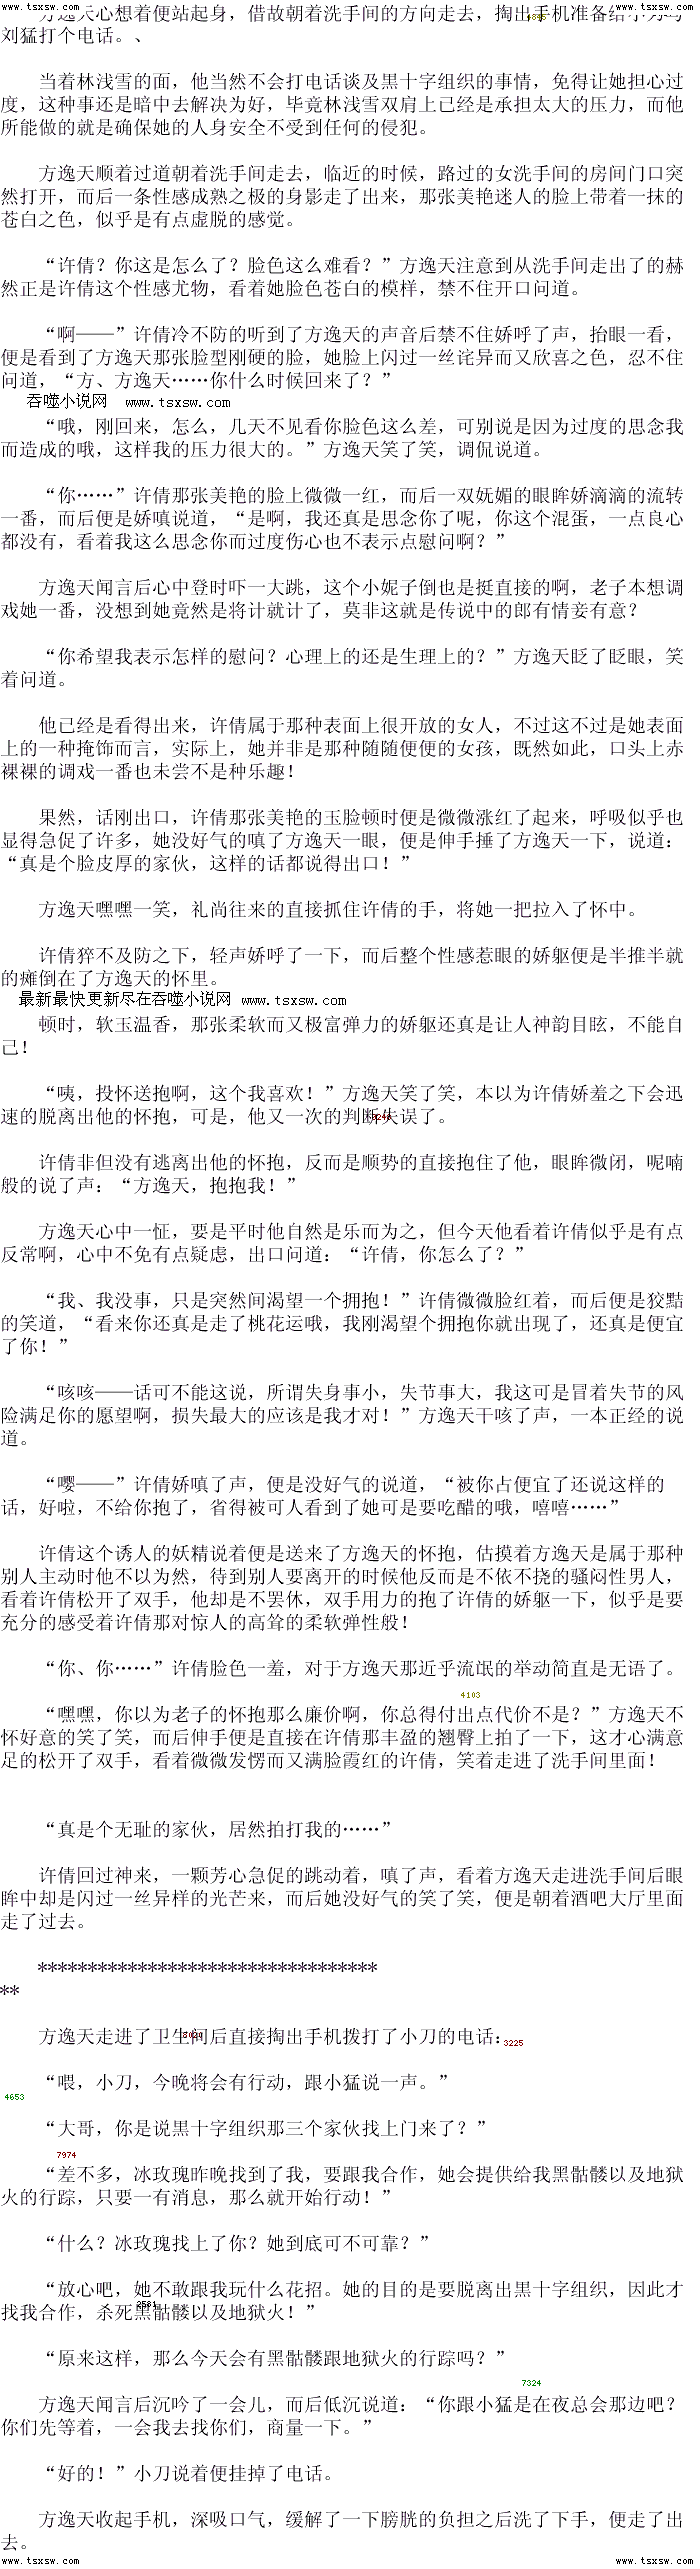 www.tsxsw.com www.tsxsw.com
方逸天心想着便站起身，借故朝着洗手间的方向走去，掏出手机准备给小刀与
刘猛打个电话。、
当着林浅雪的面，他当然不会打电话谈及黑十字组织的事情，免得让她担心过
度，这种事还是暗中去解决为好，毕竟林浅雪双肩上已经是承担太大的压力，而他
所能做的就是确保她的人身安全不受到任何的侵犯。
方逸天顺着过道朝着洗手间走去，临近的时候，路过的女洗手间的房间门口突
然打开，而后一条性感成熟之极的身影走了出来，那张美艳迷人的脸上带着一抹的
苍白之色，似乎是有点虚脱的感觉。
“许倩？你这是怎么了？脸色这么难看？”方逸天注意到从洗手间走出了的赫
然正是许倩这个性感尤物，看着她脸色苍白的模样，禁不住开口问道。
“啊——”许倩冷不防的听到了方逸天的声音后禁不住娇呼了声，抬眼一看，
便是看到了方逸天那张脸型刚硬的脸，她脸上闪过一丝诧异而又欣喜之色，忍不住
问道，“方、方逸天……你什么时候回来了？”
吞噬小说网 www.tsxsw.com
“哦，刚回来，怎么，几天不见看你脸色这么差，可别说是因为过度的思念我
而造成的哦，这样我的压力很大的。”方逸天笑了笑，调侃说道。
“你……”许倩那张美艳的脸上微微一红，而后一双妩媚的眼眸娇滴滴的流转
一番，而后便是娇嗔说道，“是啊，我还真是思念你了呢，你这个混蛋，一点良心
都没有，看着我这么思念你而过度伤心也不表示点慰问啊？”
方逸天闻言后心中登时吓一大跳，这个小妮子倒也是挺直接的啊，老子本想调
戏她一番，没想到她竟然是将计就计了，莫非这就是传说中的郎有情妾有意？
“你希望我表示怎样的慰问？心理上的还是生理上的？”方逸天眨了眨眼，笑
着问道。
他已经是看得出来，许倩属于那种表面上很开放的女人，不过这不过是她表面
上的一种掩饰而言，实际上，她并非是那种随随便便的女孩，既然如此，口头上赤
裸裸的调戏一番也未尝不是种乐趣！
果然，话刚出口，许倩那张美艳的玉脸顿时便是微微涨红了起来，呼吸似乎也
显得急促了许多，她没好气的嗔了方逸天一眼，便是伸手捶了方逸天一下，说道：
“真是个脸皮厚的家伙，这样的话都说得出口！”
方逸天嘿嘿一笑，礼尚往来的直接抓住许倩的手，将她一把拉入了怀中。
许倩猝不及防之下，轻声娇呼了一下，而后整个性感惹眼的娇躯便是半推半就
的瘫倒在了方逸天的怀里。
最新最快更新尽在吞噬小说网 www.tsxsw.com
顿时，软玉温香，那张柔软而又极富弹力的娇躯还真是让人神韵目眩，不能自
己！
“咦，投怀送抱啊，这个我喜欢！”方逸天笑了笑，本以为许倩娇羞之下会迅
速的脱离出他的怀抱，可是，他又一次的判断失误了。
许倩非但没有逃离出他的怀抱，反而是顺势的直接抱住了他，眼眸微闭，呢喃
般的说了声：“方逸天，抱抱我！”
方逸天心中一怔，要是平时他自然是乐而为之，但今天他看着许倩似乎是有点
反常啊，心中不免有点疑虑，出口问道：“许倩，你怎么了？”
“我、我没事，只是突然间渴望一个拥抱！”许倩微微脸红着，而后便是狡黠
的笑道，“看来你还真是走了桃花运哦，我刚渴望个拥抱你就出现了，还真是便宜
了你！”
“咳咳——话可不能这说，所谓失身事小，失节事大，我这可是冒着失节的风
险满足你的愿望啊，损失最大的应该是我才对！”方逸天干咳了声，一本正经的说
道。
“嘤——”许倩娇嗔了声，便是没好气的说道，“被你占便宜了还说这样的
话，好啦，不给你抱了，省得被可人看到了她可是要吃醋的哦，嘻嘻……”
许倩这个诱人的妖精说着便是送来了方逸天的怀抱，估摸着方逸天是属于那种
别人主动时他不以为然，待到别人要离开的时候他反而是不依不挠的骚闷性男人，
看着许倩松开了双手，他却是不罢休，双手用力的抱了许倩的娇躯一下，似乎是要
充分的感受着许倩那对惊人的高耸的柔软弹性般！
“你、你……”许倩脸色一羞，对于方逸天那近乎流氓的举动简直是无语了。
4103
“嘿嘿，你以为老子的怀抱那么廉价啊，你总得付出点代价不是？”方逸天不
怀好意的笑了笑，而后伸手便是直接在许倩那丰盈的翘臀上拍了一下，这才心满意
足的松开了双手，看着微微发愣而又满脸霞红的许倩，笑着走进了洗手间里面！
“真是个无耻的家伙，居然拍打我的……”
许倩回过神来，一颗芳心急促的跳动着，嗔了声，看着方逸天走进洗手间后眼
眸中却是闪过一丝异样的光芒来，而后她没好气的笑了笑，便是朝着酒吧大厅里面
走了过去。
**********************************
**
方逸天走进了卫生间后直接掏出手机拨打了小刀的电话：
3225
“喂，小刀，今晚将会有行动，跟小猛说一声。”
4653
“大哥，你是说黑十字组织那三个家伙找上门来了？”
7974
“差不多，冰玫瑰昨晚找到了我，要跟我合作，她会提供给我黑骷髅以及地狱
火的行踪，只要一有消息，那么就开始行动！”
“什么？冰玫瑰找上了你？她到底可不可靠？”
“放心吧，她不敢跟我玩什么花招。她的目的是要脱离出黑十字组织，因此才
找我合作，杀死黑骷髅以及地狱火！”
2581
“原来这样，那么今天会有黑骷髅跟地狱火的行踪吗？”
7324
方逸天闻言后沉吟了一会儿，而后低沉说道：“你跟小猛是在夜总会那边吧？
你们先等着，一会我去找你们，商量一下。”
“好的！”小刀说着便挂掉了电话。
方逸天收起手机，深吸口气，缓解了一下膀胱的负担之后洗了下手，便走了出
去。
www.tsxsw.com www.tsxsw.com